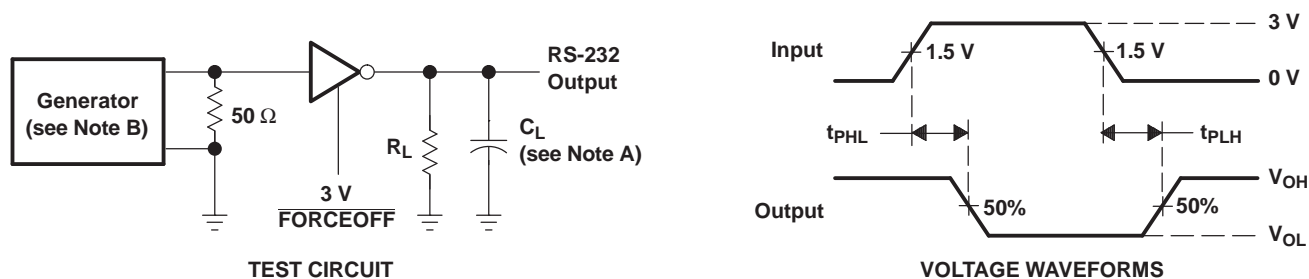 Generator
(see Note B)
50 Ω
3 V
FORCEOFF
RL
CL
(see Note A)
RS-232
Output
TEST CIRCUIT
Input
1.5 V
1.5 V
3 V
0 V
tPHL
tPLH
Output
50%
50%
VOH
VOL
VOLTAGE WAVEFORMS